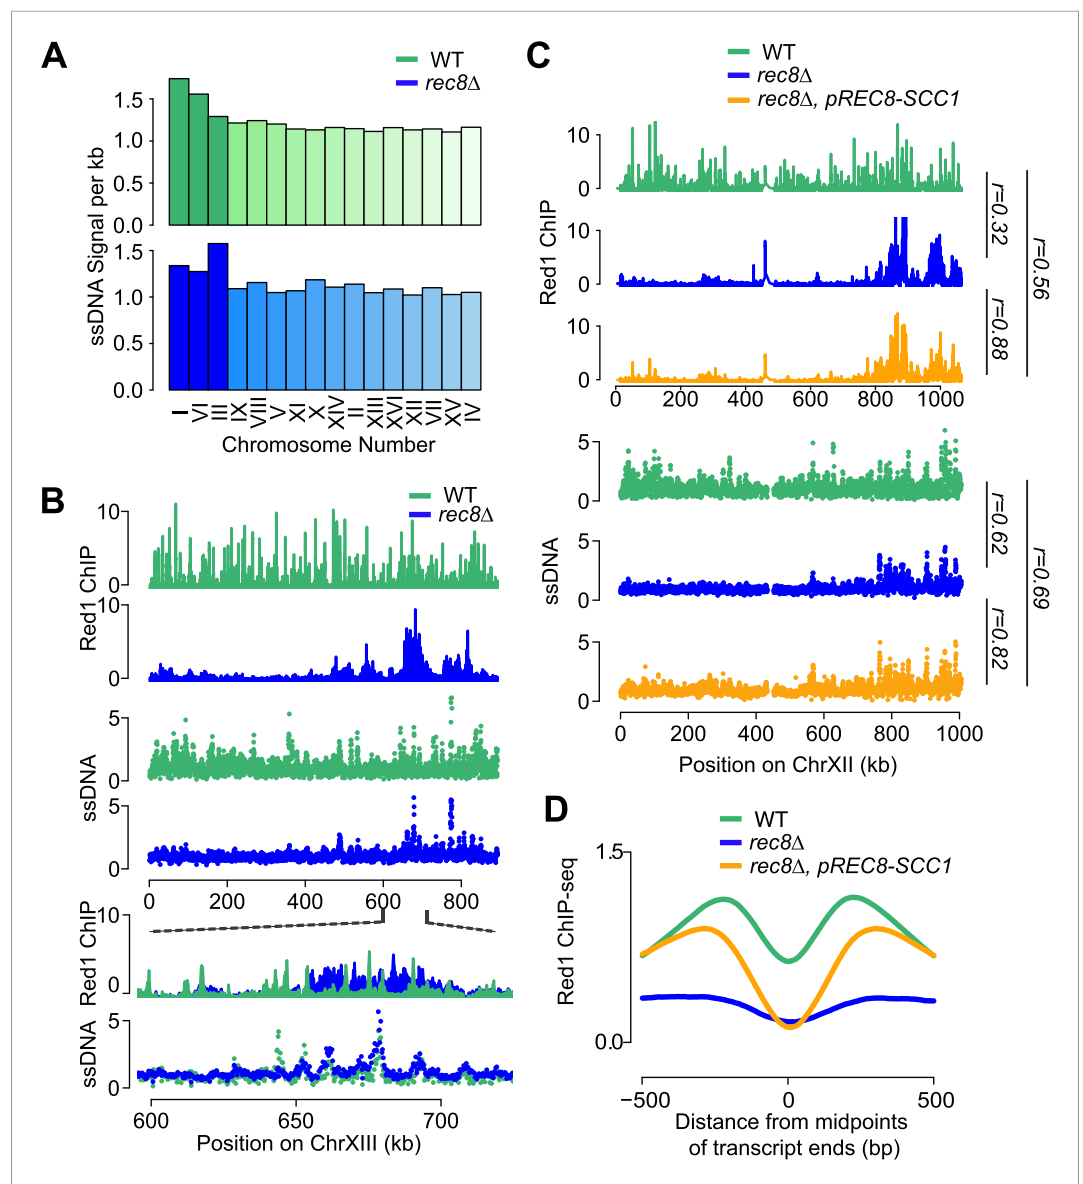 A
WT
rec8Δ
ssDNA Signal per kb
1.5
1.0
0.5
0.0
1.5
1.0
0.5
0.0
I
VI
III
IX
VIII
V
XI
X
XIV
II
XIII
XVI
XII
VII
XV
IV
Chromosome Number
B
WT
rec8Δ
Red1 ChIP
10
0
10
0
ssDNA
5
0
5
0
0
200
400
600
800
Red1 ChIP
10
0
ssDNA
5
0
600
650
700
Position on ChrXIII (kb)
C
WT
rec8Δ
rec8Δ, pREC8-SCC1
Red1 ChIP
10
0
10
0
10
0
r=0.32
r=0.88
r=0.56
0
200
400
600
800
1000
ssDNA
5
0
5
0
5
0
r=0.62
r=0.82
r=0.69
0
200
400
600
800
1000
Position on ChrXII (kb)
D
WT
rec8Δ
rec8Δ, pREC8-SCC1
Red1 ChIP-seq
1.5
0.0
−500
0
500
Distance from midpoints
of transcript ends (bp)